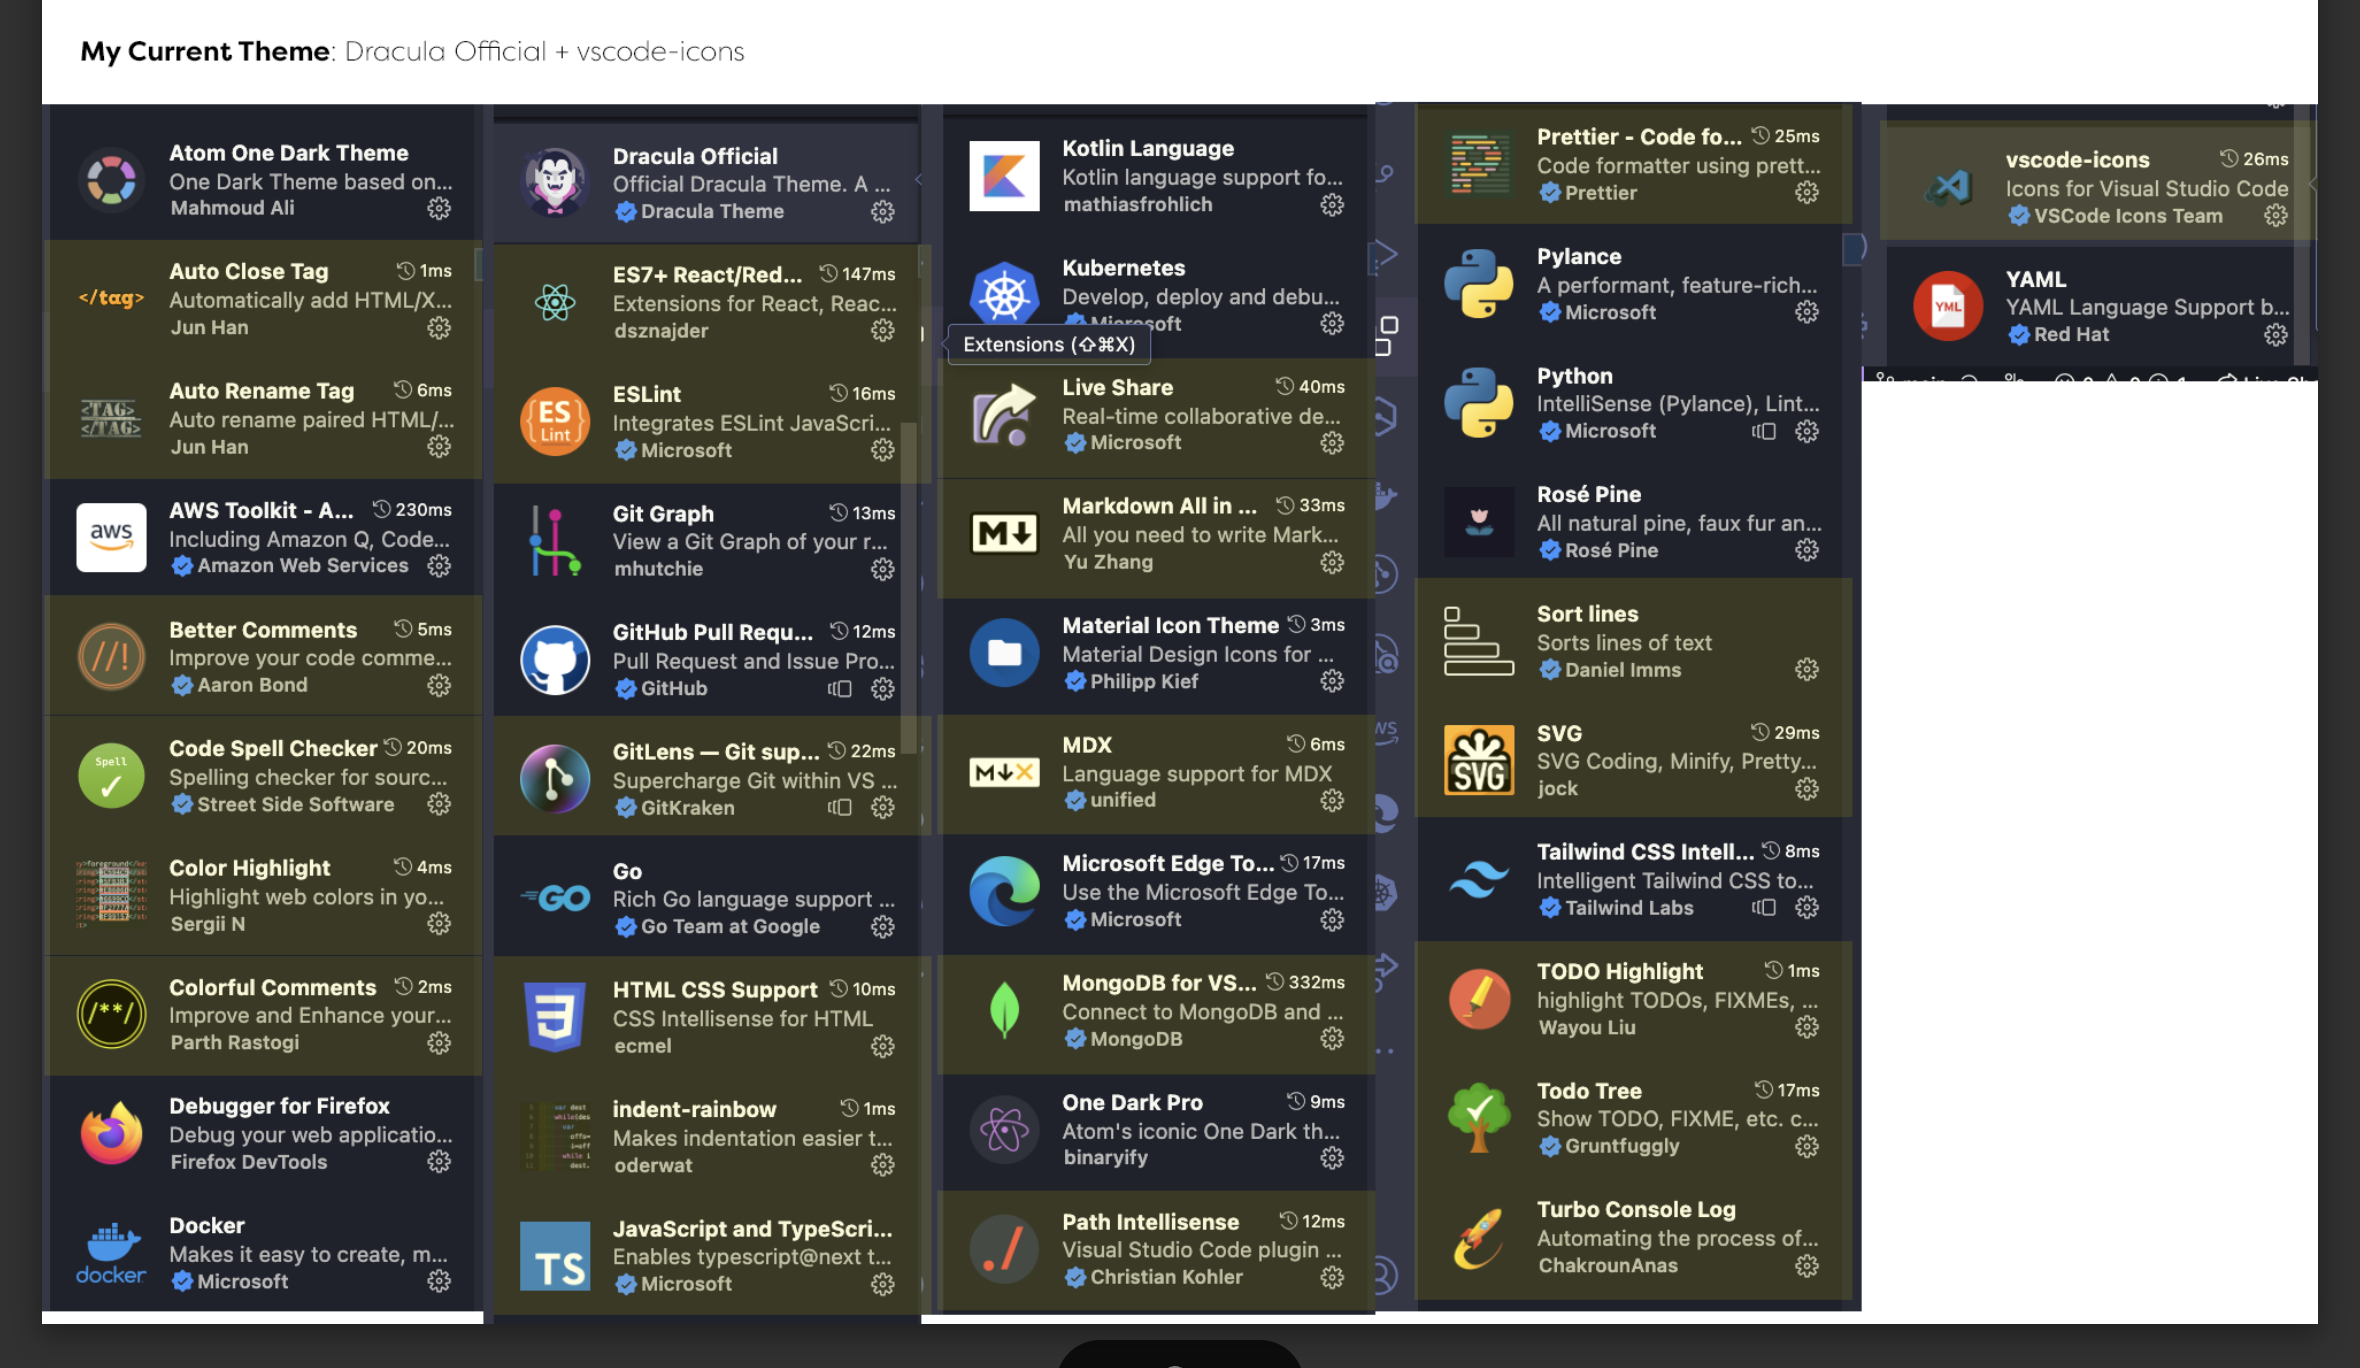 My Current Theme: Dracula Official + vscode-icons
Atom One Dark Theme
One Dark Theme based on...
Mahmoud Ali
</tag>
Auto Close Tag 1ms
Automatically add HTML/X...
Jun Han
<TAG>
</TAG>
Auto Rename Tag 6ms
Auto rename paired HTML/...
Jun Han
aws
AWS Toolkit - A... 230ms
Including Amazon Q, Code...
Amazon Web Services
//!
Better Comments 5ms
Improve your code comme...
Aaron Bond
Spell
Code Spell Checker 20ms
Spelling checker for sourc...
Street Side Software
Color Highlight 4ms
Highlight web colors in yo...
Sergii N
/**/
Colorful Comments 2ms
Improve and Enhance your...
Parth Rastogi
Debugger for Firefox
Debug your web applicatio...
Firefox DevTools
docker
Docker
Makes it easy to create, m...
Microsoft
Dracula Official
Official Dracula Theme. A ...
Dracula Theme
ES7+ React/Red... 147ms
Extensions for React, Reac...
dsznajder
ES
Lint
ESLint 16ms
Integrates ESLint JavaScri...
Microsoft
Git Graph 13ms
View a Git Graph of your r...
mhutchie
GitHub Pull Requ... 12ms
Pull Request and Issue Pro...
GitHub
GitLens — Git sup... 22ms
Supercharge Git within VS ...
GitKraken
GO
Go
Rich Go language support ...
Go Team at Google
HTML CSS Support 10ms
CSS Intellisense for HTML
ecmel
indent-rainbow 1ms
Makes indentation easier t...
oderwat
TS
JavaScript and TypeScri...
Enables typescript@next t...
Microsoft
Kotlin Language
Kotlin language support fo...
mathiasfrohlich
Kubernetes
Develop, deploy and debu...
Microsoft
Extensions (⇧⌘X)
Live Share 40ms
Real-time collaborative de...
Microsoft
M↓
Markdown All in ... 33ms
All you need to write Mark...
Yu Zhang
Material Icon Theme 3ms
Material Design Icons for ...
Philipp Kief
M↓X
MDX 6ms
Language support for MDX
unified
Microsoft Edge To... 17ms
Use the Microsoft Edge To...
Microsoft
MongoDB for VS... 332ms
Connect to MongoDB and ...
MongoDB
One Dark Pro 9ms
Atom's iconic One Dark th...
binaryify
Path Intellisense 12ms
Visual Studio Code plugin ...
Christian Kohler
Prettier - Code fo... 25ms
Code formatter using prett...
Prettier
Pylance
A performant, feature-rich...
Microsoft
Python
IntelliSense (Pylance), Lint...
Microsoft
Rosé Pine
All natural pine, faux fur an...
Rosé Pine
Sort lines
Sorts lines of text
Daniel Imms
SVG
SVG 29ms
SVG Coding, Minify, Pretty...
jock
Tailwind CSS Intell... 8ms
Intelligent Tailwind CSS to...
Tailwind Labs
TODO Highlight 1ms
highlight TODOs, FIXMEs, ...
Wayou Liu
Todo Tree 17ms
Show TODO, FIXME, etc. c...
Gruntfuggly
Turbo Console Log
Automating the process of...
ChakrounAnas
vscode-icons 26ms
Icons for Visual Studio Code
VSCode Icons Team
YML
YAML
YAML Language Support b...
Red Hat